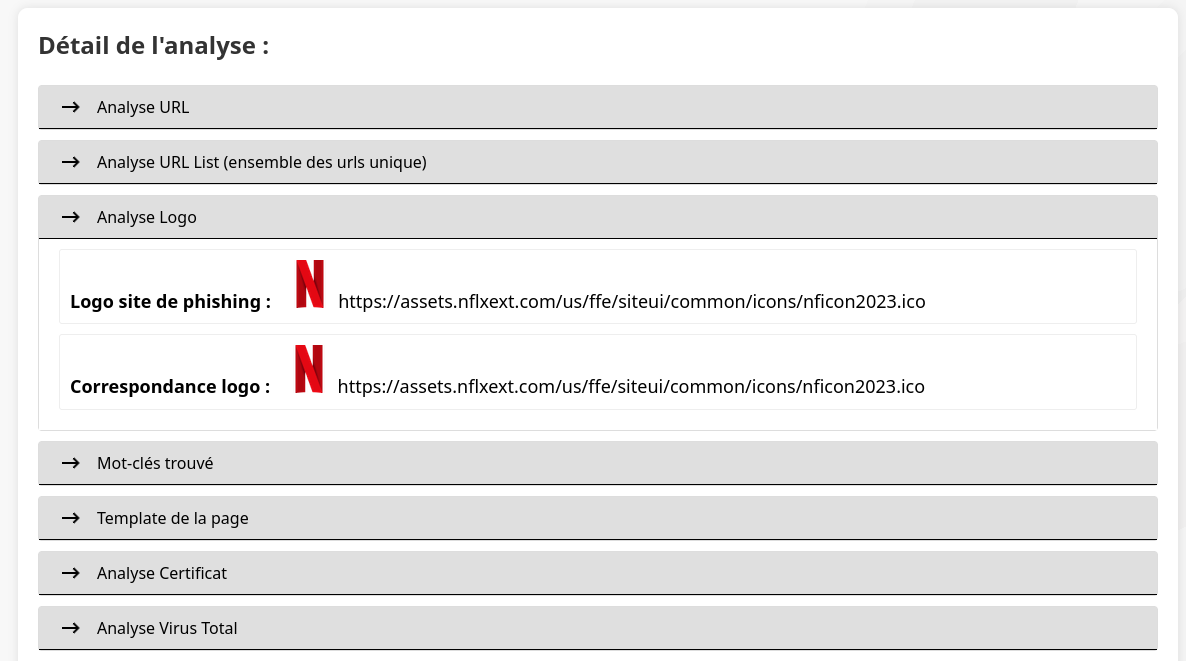 Détail de l'analyse :
Analyse URL
Analyse URL List (ensemble des urls unique)
Analyse Logo
Logo site de phishing : N https://assets.nflxext.com/us/ffe/siteui/common/icons/nficon2023.ico
Correspondance logo : N https://assets.nflxext.com/us/ffe/siteui/common/icons/nficon2023.ico
Mot-clés trouvé
Template de la page
Analyse Certificat
Analyse Virus Total